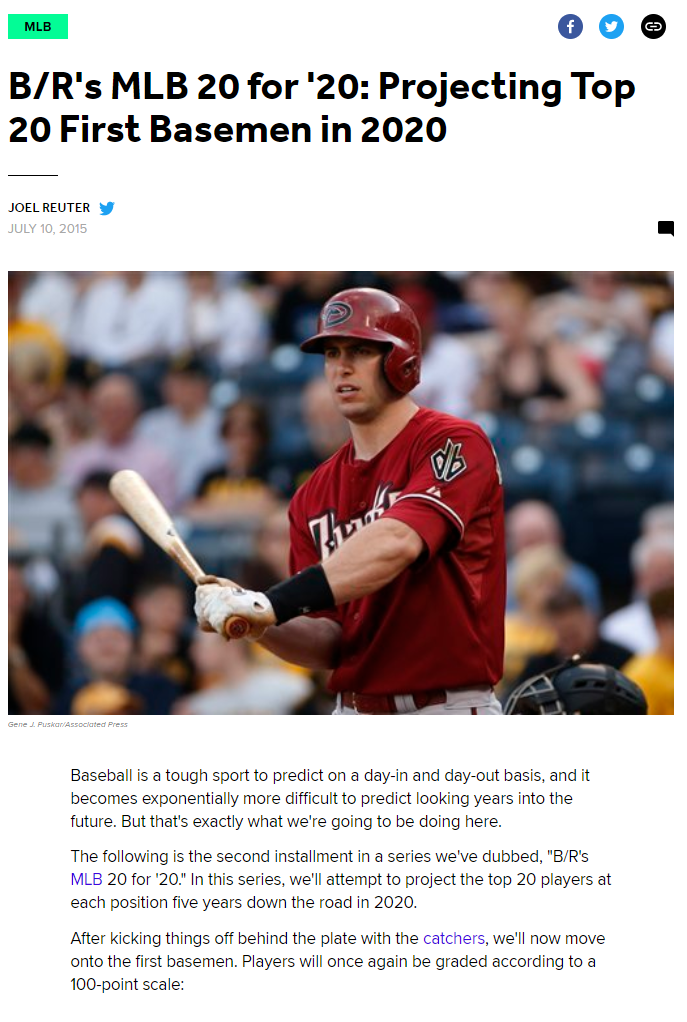 MLB
B/R's MLB 20 for '20: Projecting Top
20 First Basemen in 2020
JOEL REUTER
JULY 10, 2015
Gene J. Puskar/Associated Press
Baseball is a tough sport to predict on a day-in and day-out basis, and it
becomes exponentially more difficult to predict looking years into the
future. But that's exactly what we're going to be doing here.
The following is the second installment in a series we've dubbed, "B/R's
MLB 20 for '20." In this series, we'll attempt to project the top 20 players at
each position five years down the road in 2020.
After kicking things off behind the plate with the catchers, we'll now move
onto the first basemen. Players will once again be graded according to a
100-point scale: